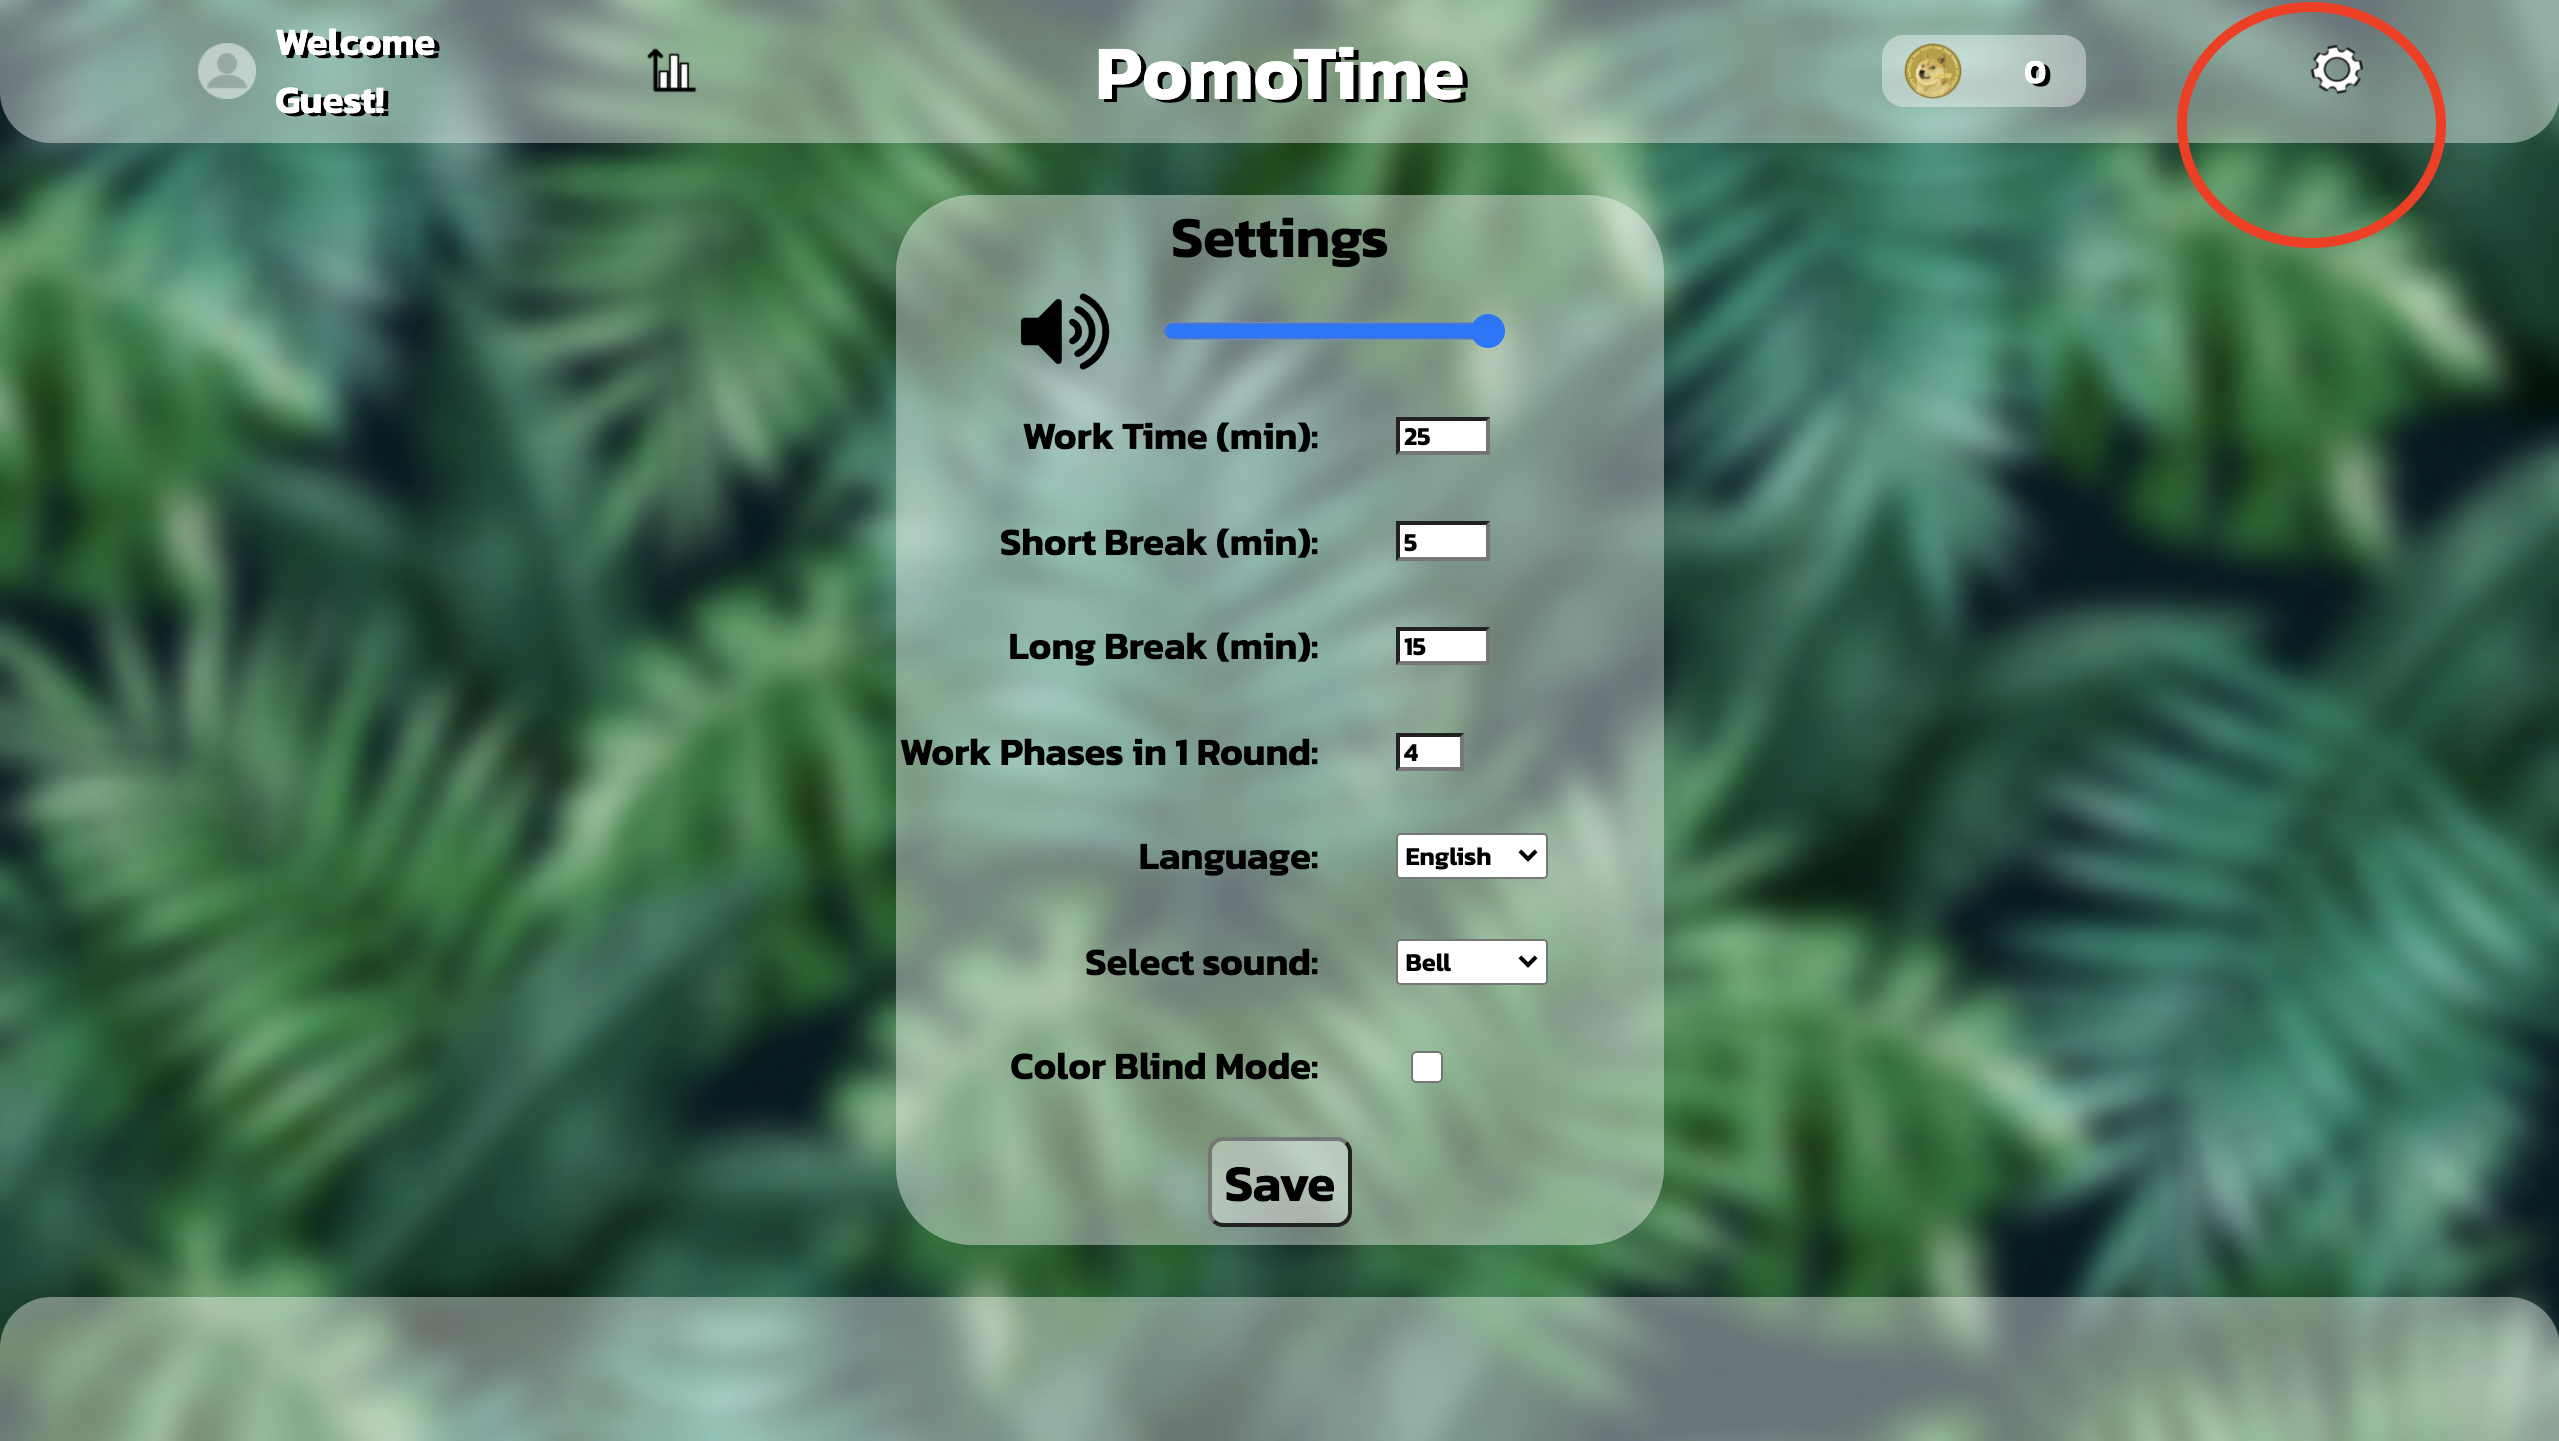 Welcome
Guest!
PomoTime
0
Settings
Work Time (min): 25
Short Break (min): 5
Long Break (min): 15
Work Phases in 1 Round: 4
Language: English
Select sound: Bell
Color Blind Mode:
Save